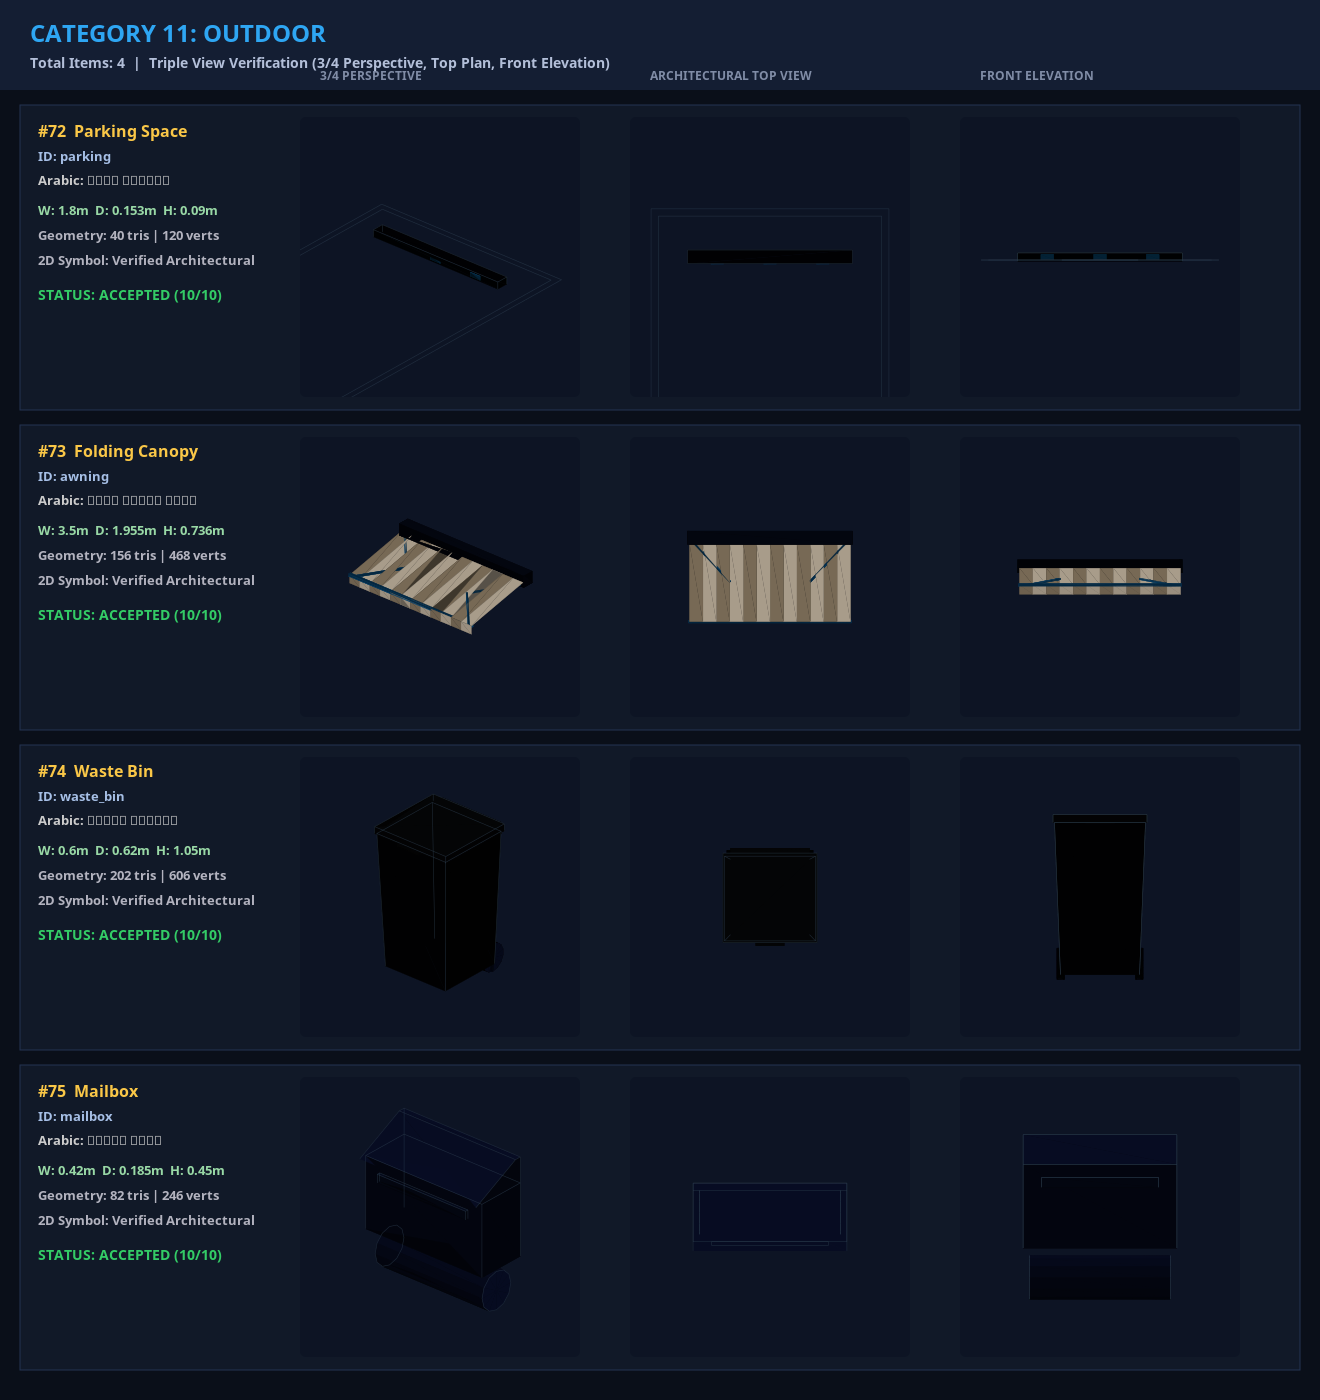 CATEGORY 11: OUTDOOR
Total Items: 4 | Triple View Verification (3/4 Perspective, Top Plan, Front Elevation)
3/4 PERSPECTIVE
ARCHITECTURAL TOP VIEW
FRONT ELEVATION
#72 Parking Space
ID: parking
Arabic: □□□□ □□□□□□
W: 1.8m D: 0.153m H: 0.09m
Geometry: 40 tris | 120 verts
2D Symbol: Verified Architectural
STATUS: ACCEPTED (10/10)
#73 Folding Canopy
ID: awning
Arabic: □□□□ □□□□□ □□□□
W: 3.5m D: 1.955m H: 0.736m
Geometry: 156 tris | 468 verts
2D Symbol: Verified Architectural
STATUS: ACCEPTED (10/10)
#74 Waste Bin
ID: waste_bin
Arabic: □□□□□ □□□□□□
W: 0.6m D: 0.62m H: 1.05m
Geometry: 202 tris | 606 verts
2D Symbol: Verified Architectural
STATUS: ACCEPTED (10/10)
#75 Mailbox
ID: mailbox
Arabic: □□□□□ □□□□
W: 0.42m D: 0.185m H: 0.45m
Geometry: 82 tris | 246 verts
2D Symbol: Verified Architectural
STATUS: ACCEPTED (10/10)